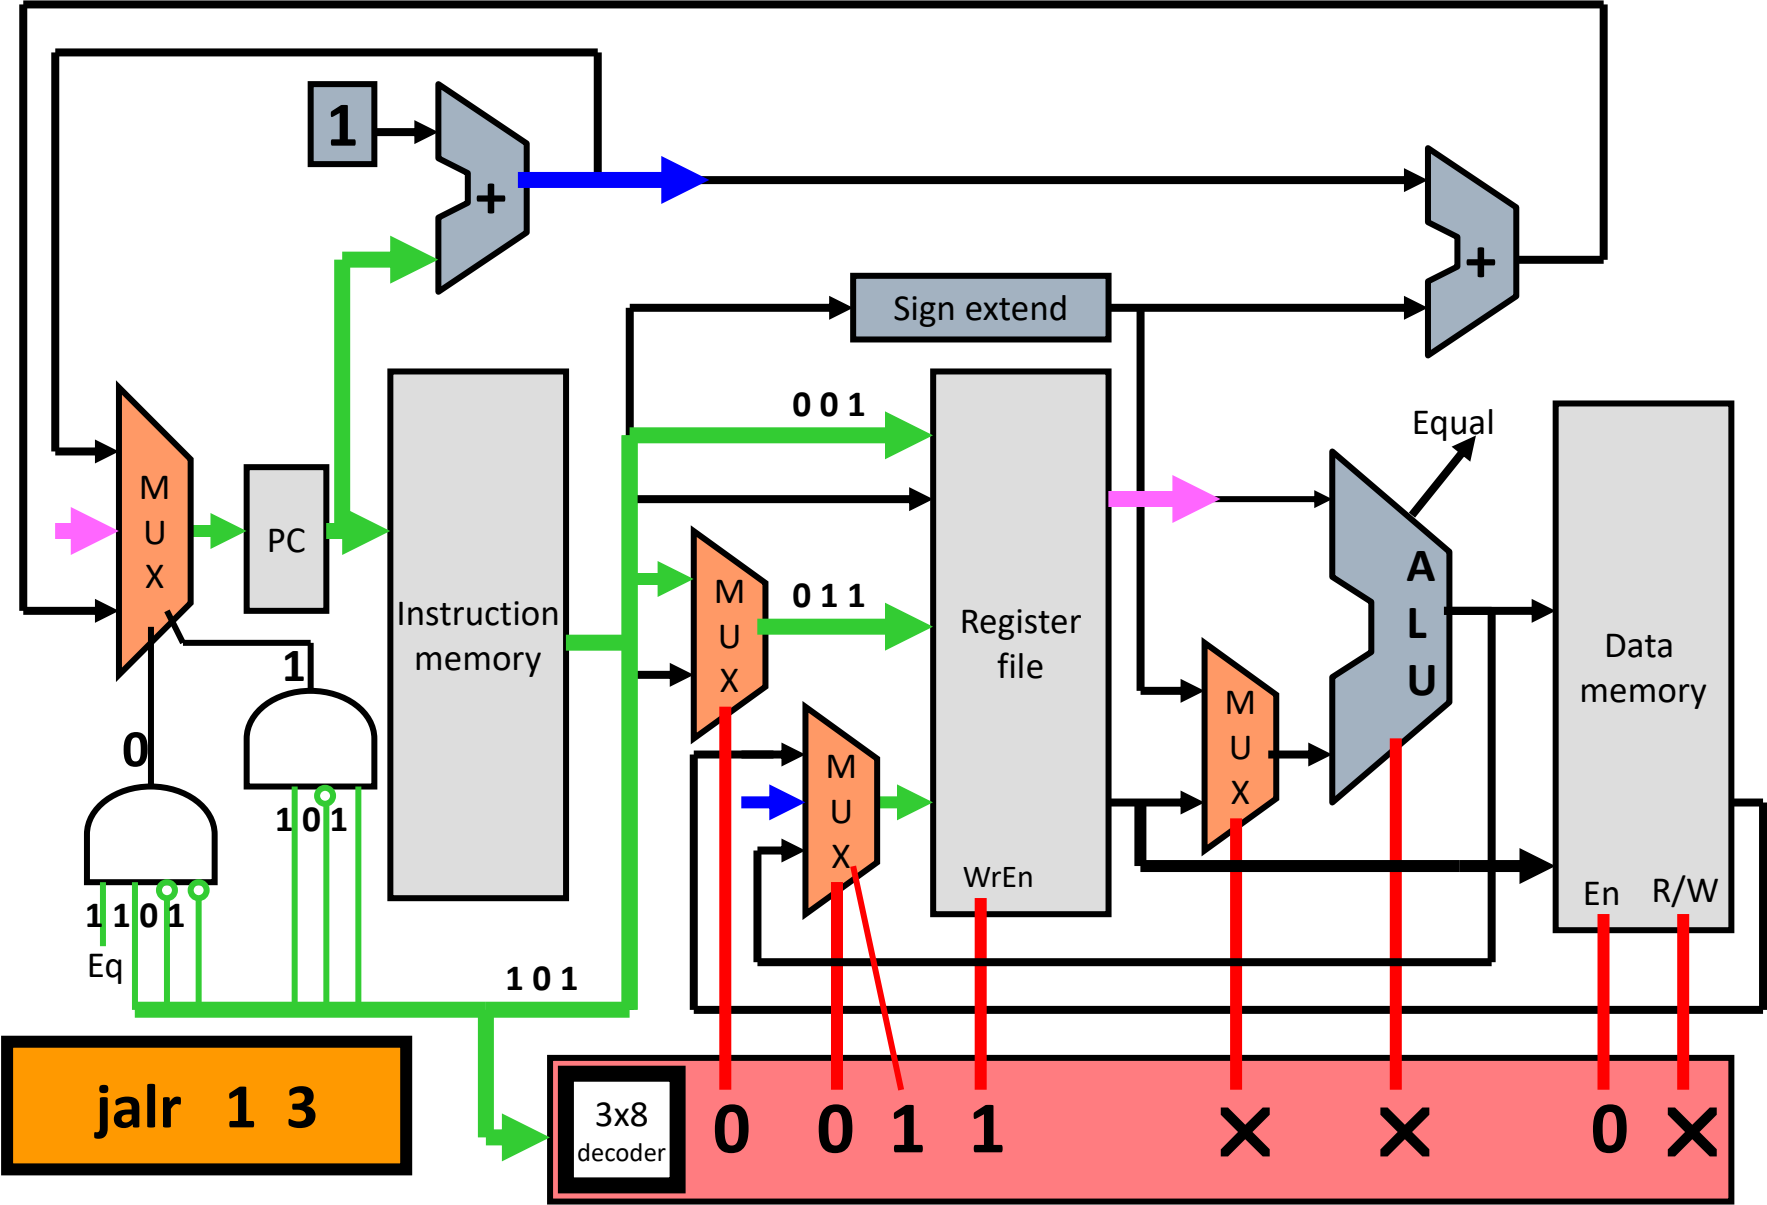 1
+
+
Sign extend
0 0 1
Equal
M
U
X
PC
Instruction
memory
M
U
X
0 1 1
Register
file
A
L
U
Data
memory
1
M
U
X
0
M
U
X
1 0 1
WrEn
En
R/W
1 1 0 1
Eq
1 0 1
jalr 1 3
3x8
decoder
0
0
1
1
X
X
0
X